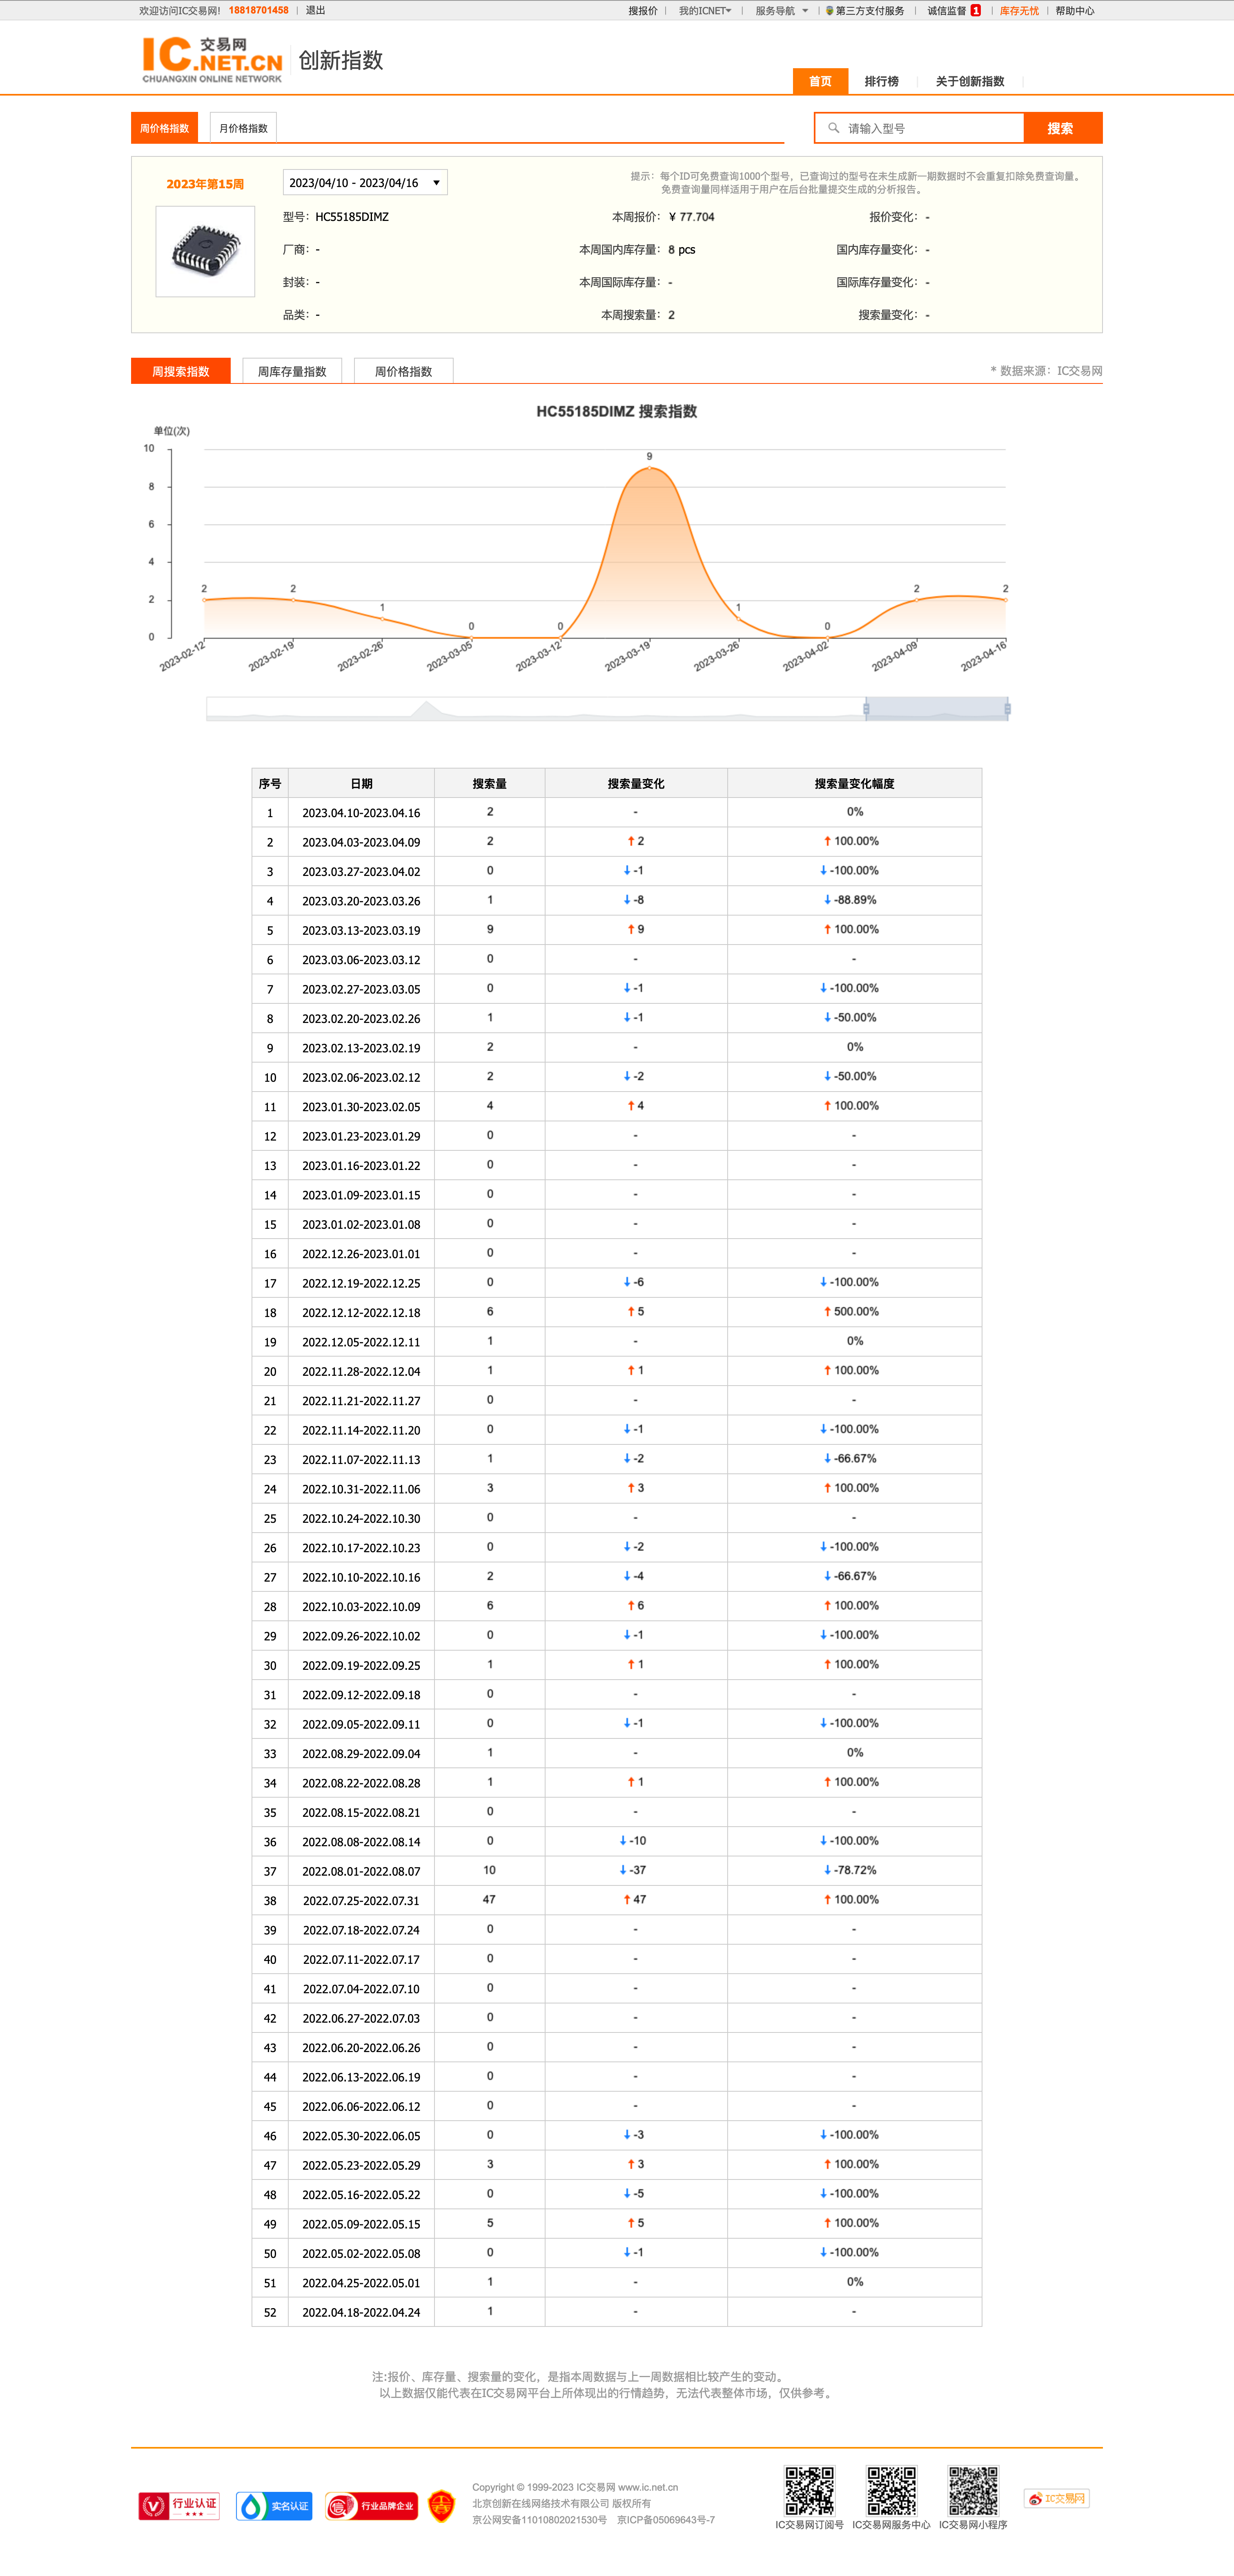 欢迎访问IC交易网! 18818701458 | 退出 搜报价 | 我的ICNET | 服务导航 | 第三方支付服务 | 诚信监督 1 | 库存无忧 | 帮助中心
IC 交易网 .NET.CN
CHUANGXIN ONLINE NETWORK
创新指数
首页 排行榜 关于创新指数
周价格指数 月价格指数 请输入型号 搜索
2023年第15周 2023/04/10 - 2023/04/16
提示：每个ID可免费查询1000个型号，已查询过的型号在未生成新一期数据时不会重复扣除免费查询量。
免费查询量同样适用于用户在后台批量提交生成的分析报告。
型号：HC55185DIMZ 本周报价：¥ 77.704 报价变化：-
厂商：- 本周国内库存量：8 pcs 国内库存量变化：-
封装：- 本周国际库存量：- 国际库存量变化：-
品类：- 本周搜索量：2 搜索量变化：-
周搜索指数 周库存量指数 周价格指数 * 数据来源：IC交易网
HC55185DIMZ 搜索指数
单位(次)
10
8
6
4
2
0
2 2 1 0 0 9 1 0 2 2
2023-02-12 2023-02-19 2023-02-26 2023-03-05 2023-03-12 2023-03-19 2023-03-26 2023-04-02 2023-04-09 2023-04-16
序号 日期 搜索量 搜索量变化 搜索量变化幅度
1 2023.04.10-2023.04.16 2 - 0%
2 2023.04.03-2023.04.09 2 ↑ 2 ↑ 100.00%
3 2023.03.27-2023.04.02 0 ↓ -1 ↓ -100.00%
4 2023.03.20-2023.03.26 1 ↓ -8 ↓ -88.89%
5 2023.03.13-2023.03.19 9 ↑ 9 ↑ 100.00%
6 2023.03.06-2023.03.12 0 - -
7 2023.02.27-2023.03.05 0 ↓ -1 ↓ -100.00%
8 2023.02.20-2023.02.26 1 ↓ -1 ↓ -50.00%
9 2023.02.13-2023.02.19 2 - 0%
10 2023.02.06-2023.02.12 2 ↓ -2 ↓ -50.00%
11 2023.01.30-2023.02.05 4 ↑ 4 ↑ 100.00%
12 2023.01.23-2023.01.29 0 - -
13 2023.01.16-2023.01.22 0 - -
14 2023.01.09-2023.01.15 0 - -
15 2023.01.02-2023.01.08 0 - -
16 2022.12.26-2023.01.01 0 - -
17 2022.12.19-2022.12.25 0 ↓ -6 ↓ -100.00%
18 2022.12.12-2022.12.18 6 ↑ 5 ↑ 500.00%
19 2022.12.05-2022.12.11 1 - 0%
20 2022.11.28-2022.12.04 1 ↑ 1 ↑ 100.00%
21 2022.11.21-2022.11.27 0 - -
22 2022.11.14-2022.11.20 0 ↓ -1 ↓ -100.00%
23 2022.11.07-2022.11.13 1 ↓ -2 ↓ -66.67%
24 2022.10.31-2022.11.06 3 ↑ 3 ↑ 100.00%
25 2022.10.24-2022.10.30 0 - -
26 2022.10.17-2022.10.23 0 ↓ -2 ↓ -100.00%
27 2022.10.10-2022.10.16 2 ↓ -4 ↓ -66.67%
28 2022.10.03-2022.10.09 6 ↑ 6 ↑ 100.00%
29 2022.09.26-2022.10.02 0 ↓ -1 ↓ -100.00%
30 2022.09.19-2022.09.25 1 ↑ 1 ↑ 100.00%
31 2022.09.12-2022.09.18 0 - -
32 2022.09.05-2022.09.11 0 ↓ -1 ↓ -100.00%
33 2022.08.29-2022.09.04 1 - 0%
34 2022.08.22-2022.08.28 1 ↑ 1 ↑ 100.00%
35 2022.08.15-2022.08.21 0 - -
36 2022.08.08-2022.08.14 0 ↓ -10 ↓ -100.00%
37 2022.08.01-2022.08.07 10 ↓ -37 ↓ -78.72%
38 2022.07.25-2022.07.31 47 ↑ 47 ↑ 100.00%
39 2022.07.18-2022.07.24 0 - -
40 2022.07.11-2022.07.17 0 - -
41 2022.07.04-2022.07.10 0 - -
42 2022.06.27-2022.07.03 0 - -
43 2022.06.20-2022.06.26 0 - -
44 2022.06.13-2022.06.19 0 - -
45 2022.06.06-2022.06.12 0 - -
46 2022.05.30-2022.06.05 0 ↓ -3 ↓ -100.00%
47 2022.05.23-2022.05.29 3 ↑ 3 ↑ 100.00%
48 2022.05.16-2022.05.22 0 ↓ -5 ↓ -100.00%
49 2022.05.09-2022.05.15 5 ↑ 5 ↑ 100.00%
50 2022.05.02-2022.05.08 0 ↓ -1 ↓ -100.00%
51 2022.04.25-2022.05.01 1 - 0%
52 2022.04.18-2022.04.24 1 - -
注:报价、库存量、搜索量的变化，是指本周数据与上一周数据相比较产生的变动。
以上数据仅能代表在IC交易网平台上所体现出的行情趋势，无法代表整体市场，仅供参考。
行业认证 实名认证 信 行业品牌企业
Copyright © 1999-2023 IC交易网 www.ic.net.cn
北京创新在线网络技术有限公司 版权所有
京公网安备11010802021530号 京ICP备05069643号-7
IC交易网订阅号 IC交易网服务中心 IC交易网小程序
IC交易网